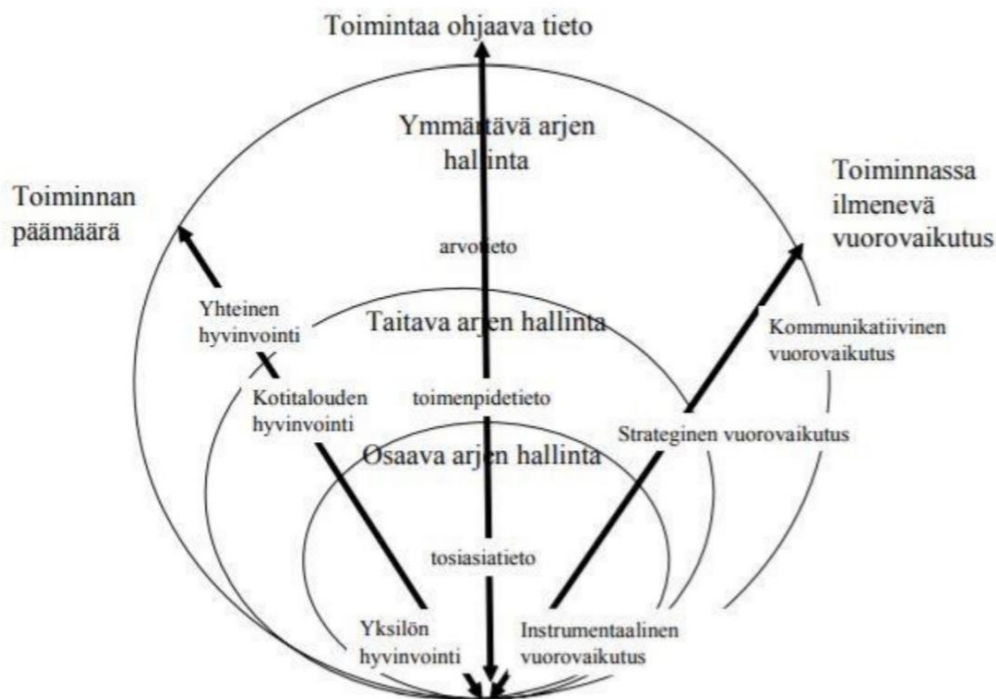 Toimintaa ohjaava tieto
Ymmärtävä arjen
hallinta
Toiminnan
päämäärä
Toiminnassa
ilmenevä
vuorovaikutus
arvotieto
Yhteinen
hyvinvointi
Taitava arjen hallinta
Kommunikatiivinen
vuorovaikutus
Kotitalouden
hyvinvointi
toimenpidetieto
Strateginen vuorovaikutus
Osaava arjen hallinta
tosiasiatieto
Yksilön
hyvinvointi
Instrumentaalinen
vuorovaikutus